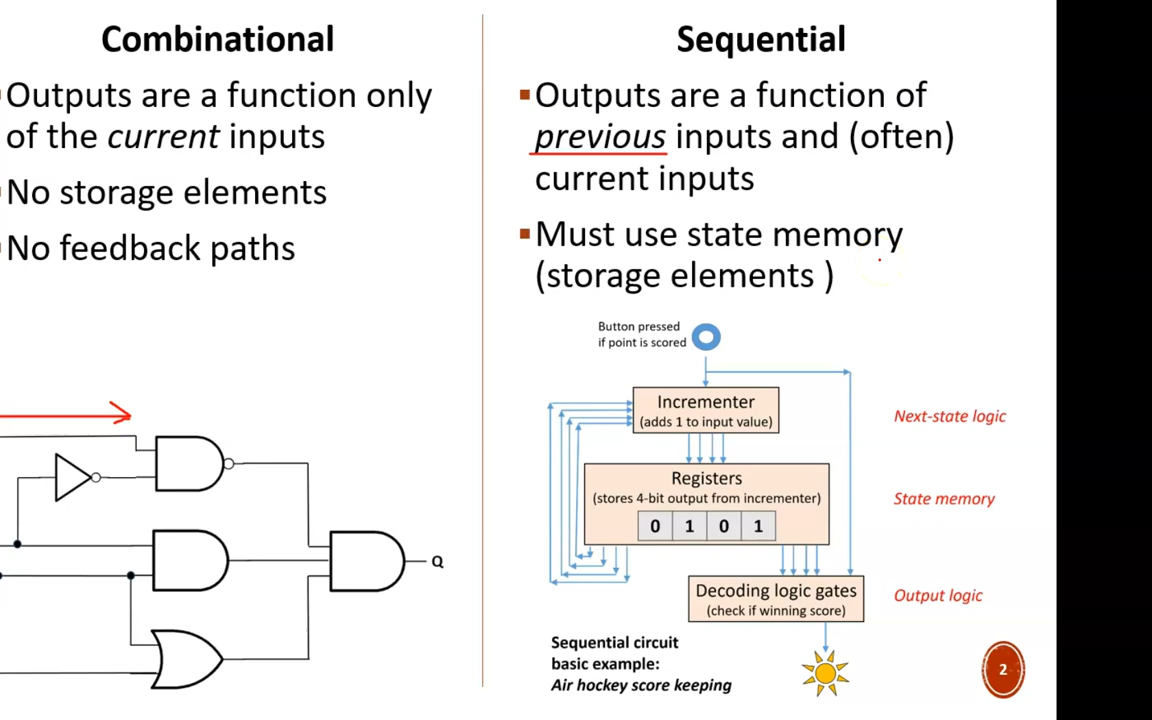 Combinational
Outputs are a function only
of the current inputs
No storage elements
No feedback paths
Q
Sequential
Outputs are a function of
previous inputs and (often)
current inputs
Must use state memory
(storage elements )
Button pressed
if point is scored
Incrementer
(adds 1 to input value)
Next-state logic
Registers
(stores 4-bit output from incrementer)
0 1 0 1
State memory
Decoding logic gates
(check if winning score)
Output logic
Sequential circuit
basic example:
Air hockey score keeping
2